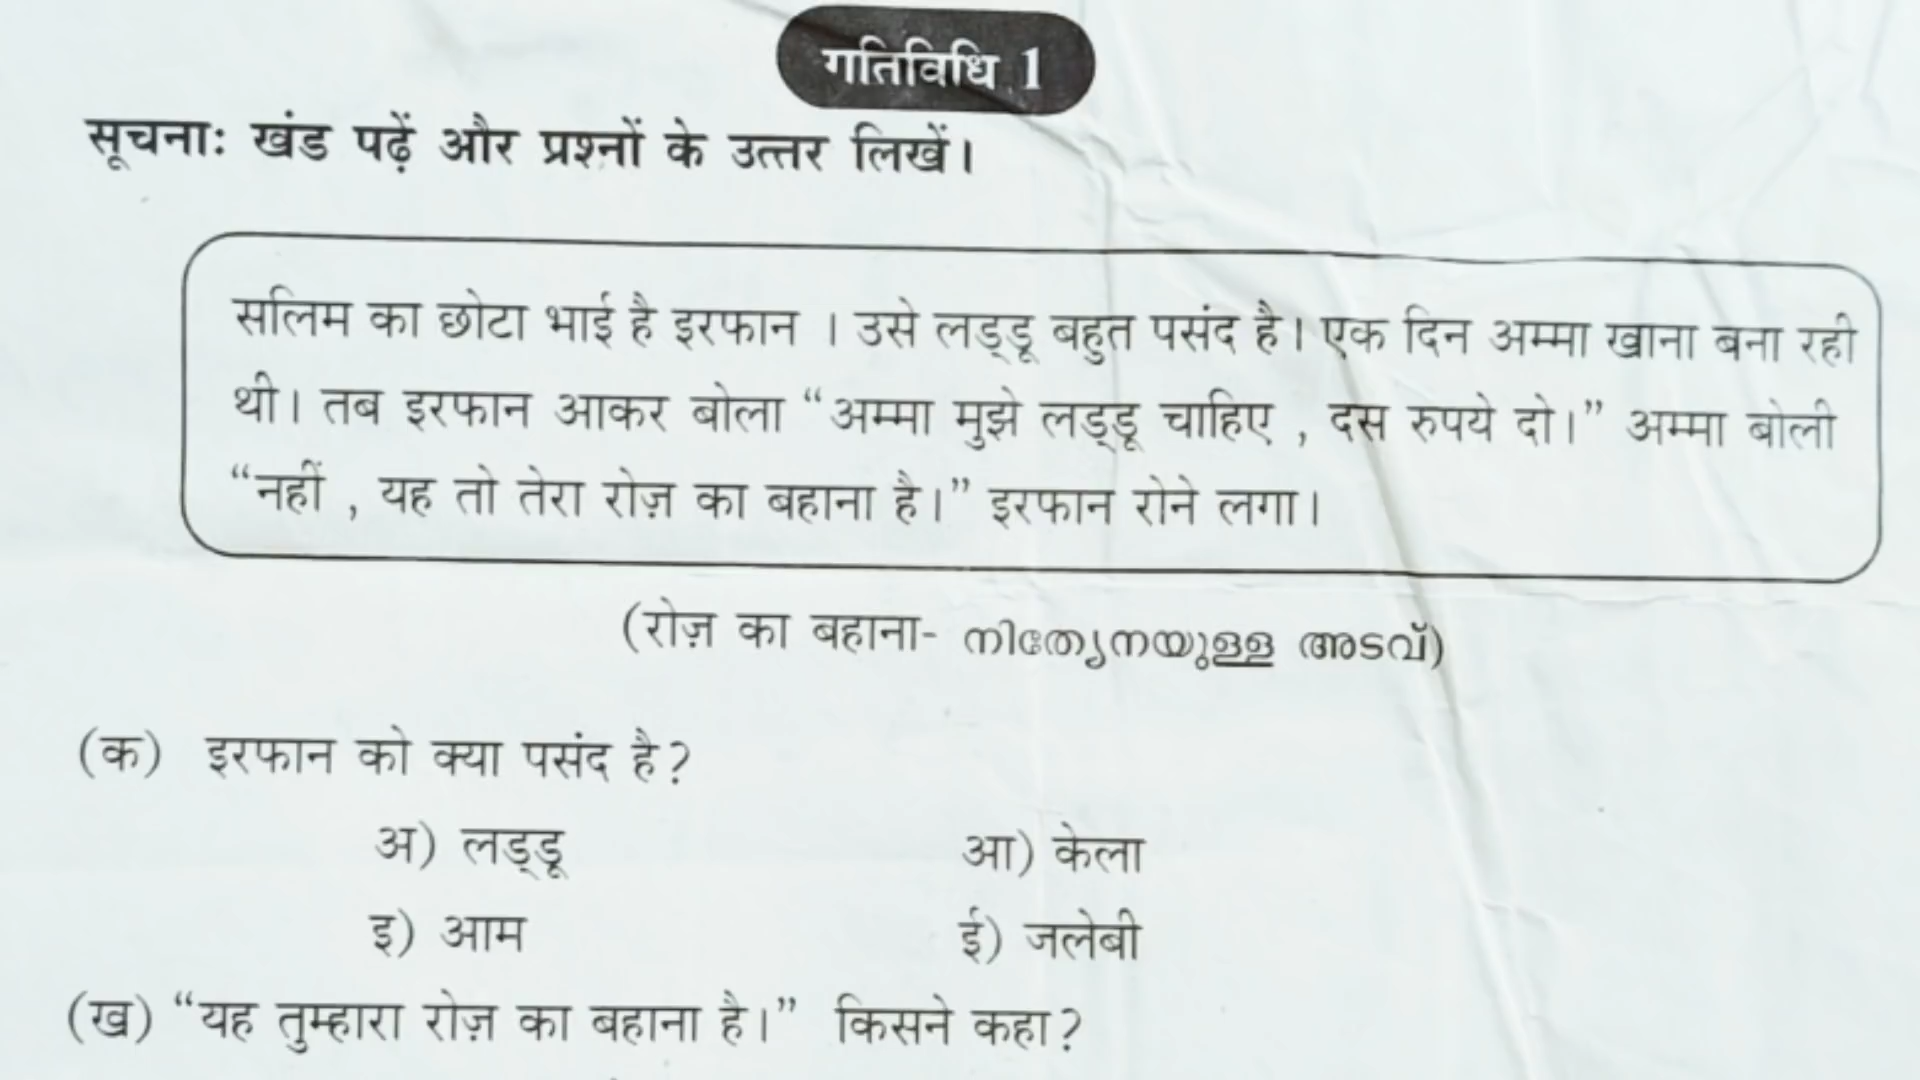 गतिविधि 1
सूचनाः खंड पढ़ें और प्रश्नों के उत्तर लिखें।
सलिम का छोटा भाई है इरफान । उसे लड्डू बहुत पसंद है। एक दिन अम्मा खाना बना रही
थी। तब इरफान आकर बोला “अम्मा मुझे लड्डू चाहिए , दस रुपये दो।” अम्मा बोली
“नहीं , यह तो तेरा रोज़ का बहाना है।” इरफान रोने लगा।
(रोज़ का बहाना- നിത്യേനയുള്ള അടവ്)
(क) इरफान को क्या पसंद है?
अ) लड्डू आ) केला
इ) आम ई) जलेबी
(ख) “यह तुम्हारा रोज़ का बहाना है।” किसने कहा?